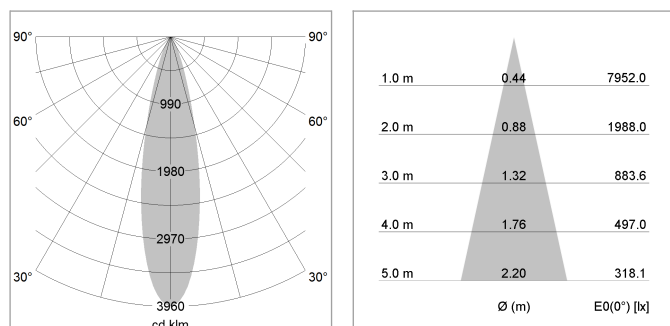 90° 90°
990
60° 60°
1980
2970
30° 30°
3960
cd klm
1.0 m 0.44 7952.0
2.0 m 0.88 1988.0
3.0 m 1.32 883.6
4.0 m 1.76 497.0
5.0 m 2.20 318.1
Ø (m) E0(0°) [lx]